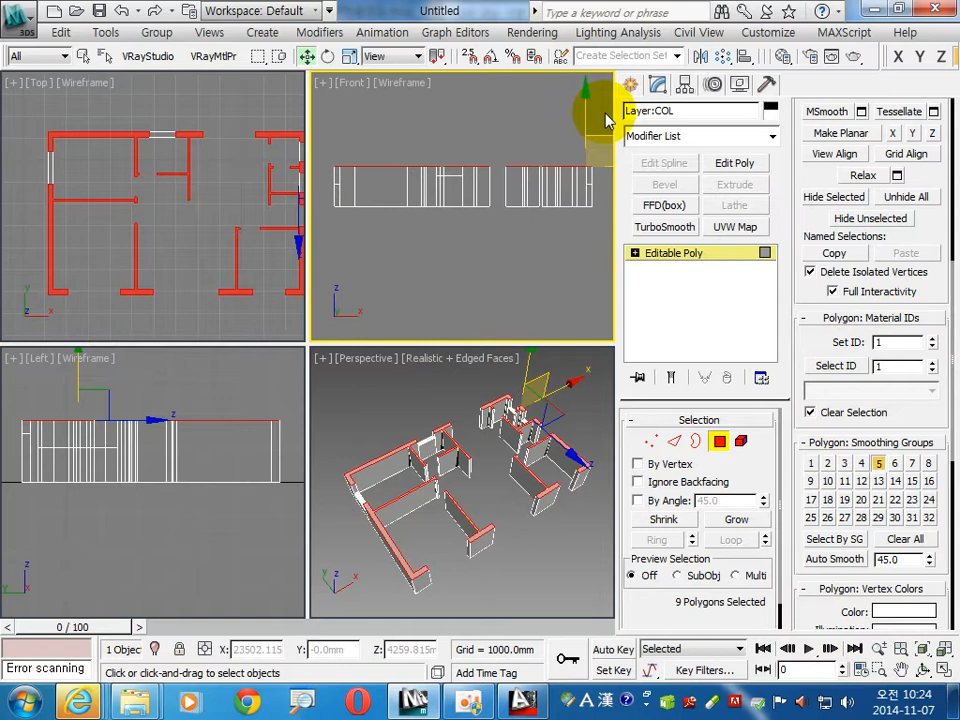 Workspace: Default
Untitled
Type a keyword or phrase
3DS
Edit Tools Group Views Create Modifiers Animation Graph Editors Rendering Lighting Analysis Civil View Customize MAXScript Help
All
VRayStudio
VRayMtlPr
View
2.5
Create Selection Set
X
Y
Z
[+] [Top] [Wireframe]
[+] [Front] [Wireframe]
[+] [Left] [Wireframe]
[+] [Perspective] [Realistic + Edged Faces]
Layer:COL
Modifier List
Edit Spline
Edit Poly
Bevel
Extrude
FFD(box)
Lathe
TurboSmooth
UVW Map
Editable Poly
Selection
By Vertex
Ignore Backfacing
By Angle: 45.0
Shrink
Grow
Ring
Loop
Preview Selection
Off SubObj Multi
9 Polygons Selected
MSmooth
Tessellate
Make Planar
X
Y
Z
View Align
Grid Align
Relax
Hide Selected
Unhide All
Hide Unselected
Named Selections:
Copy
Paste
Delete Isolated Vertices
Full Interactivity
Polygon: Material IDs
Set ID: 1
Select ID 1
Clear Selection
Polygon: Smoothing Groups
1 2 3 4 5 6 7 8
9 10 11 12 13 14 15 16
17 18 19 20 21 22 23 24
25 26 27 28 29 30 31 32
Select By SG
Clear All
Auto Smooth
45.0
Polygon: Vertex Colors
Color:
0 / 100
1 Object
X: 23502.115
Y: -0.0mm
Z: 4259.815m
Grid = 1000.0mm
Auto Key
Selected
Error scanning
Click or click-and-drag to select objects
Add Time Tag
Set Key
Key Filters...
0
A 漢
오전 10:24
2014-11-07